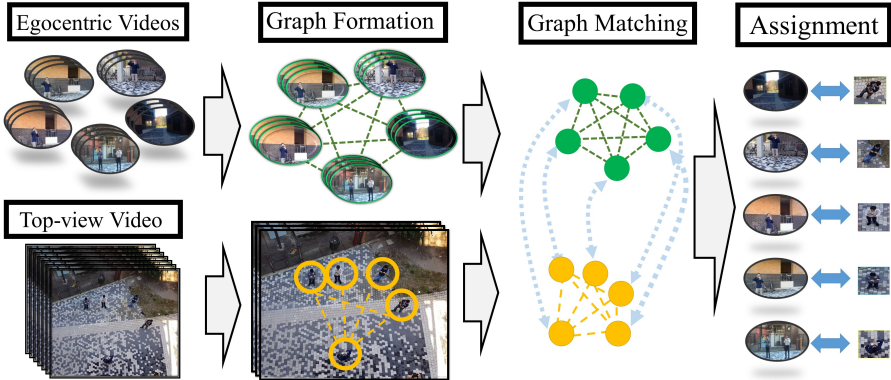 Egocentric Videos
Graph Formation
Graph Matching
Assignment
Top-view Video